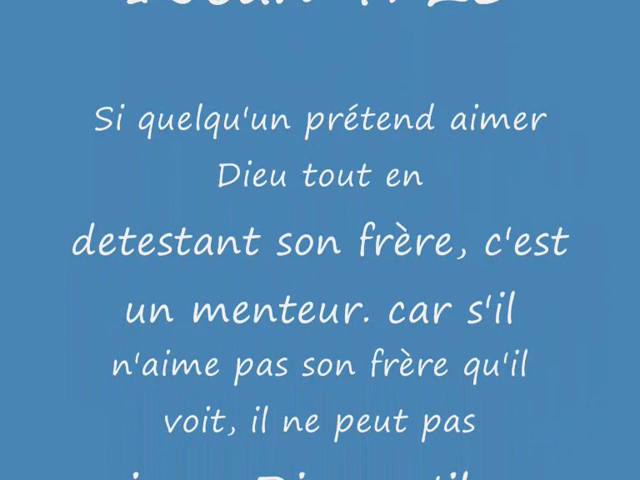 Si quelqu'un prétend aimer
Dieu tout en
detestant son frère, c'est
un menteur. car s'il
n'aime pas son frère qu'il
voit, il ne peut pas